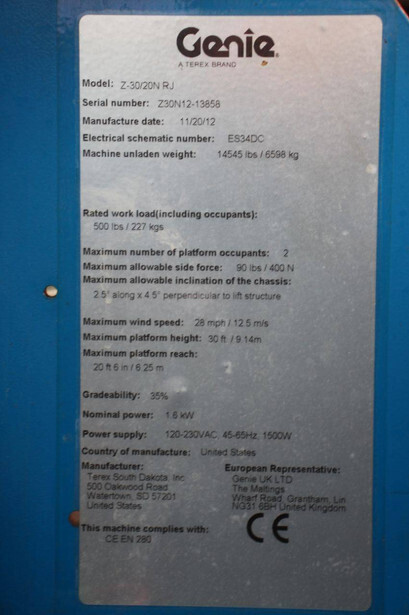 Genie
A TEREX BRAND
Model: Z-30/20N RJ
Serial number: Z30N12-13858
Manufacture date: 11/20/12
Electrical schematic number: ES34DC
Machine unladen weight: 14545 lbs / 6598 kg
Rated work load(including occupants):
500 lbs / 227 kgs
Maximum number of platform occupants: 2
Maximum allowable side force: 90 lbs / 400 N
Maximum allowable inclination of the chassis:
2.5° along x 4.5° perpendicular to lift structure
Maximum wind speed: 28 mph / 12.5 m/s
Maximum platform height: 30 ft / 9.14m
Maximum platform reach:
20 ft 6 in / 6.25 m
Gradeability: 35%
Nominal power: 1.6 kW
Power supply: 120-230VAC, 45-65Hz, 1500W
Country of manufacture: United States
Manufacturer:
Terex South Dakota, Inc
500 Oakwood Road
Watertown, SD 57201
United States
European Representative:
Genie UK LTD
The Maltings
Wharf Road, Grantham, Lin
NG31 6BH United Kingdom
This machine complies with:
CE EN 280
CE